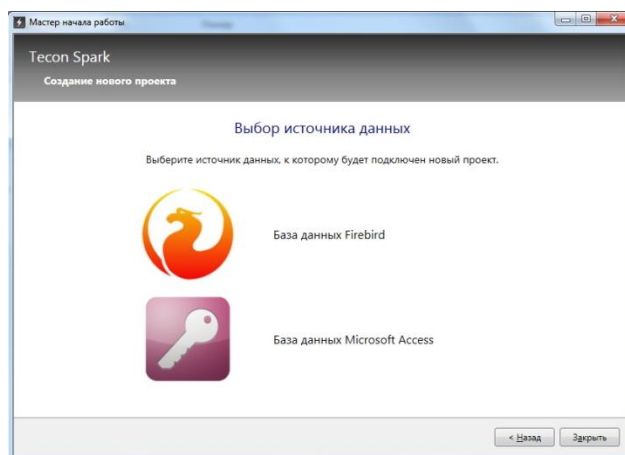 Мастер начала работы
Tecon Spark
Создание нового проекта
Выбор источника данных
Выберите источник данных, к которому будет подключен новый проект.
База данных Firebird
База данных Microsoft Access
< Назад Закрыть